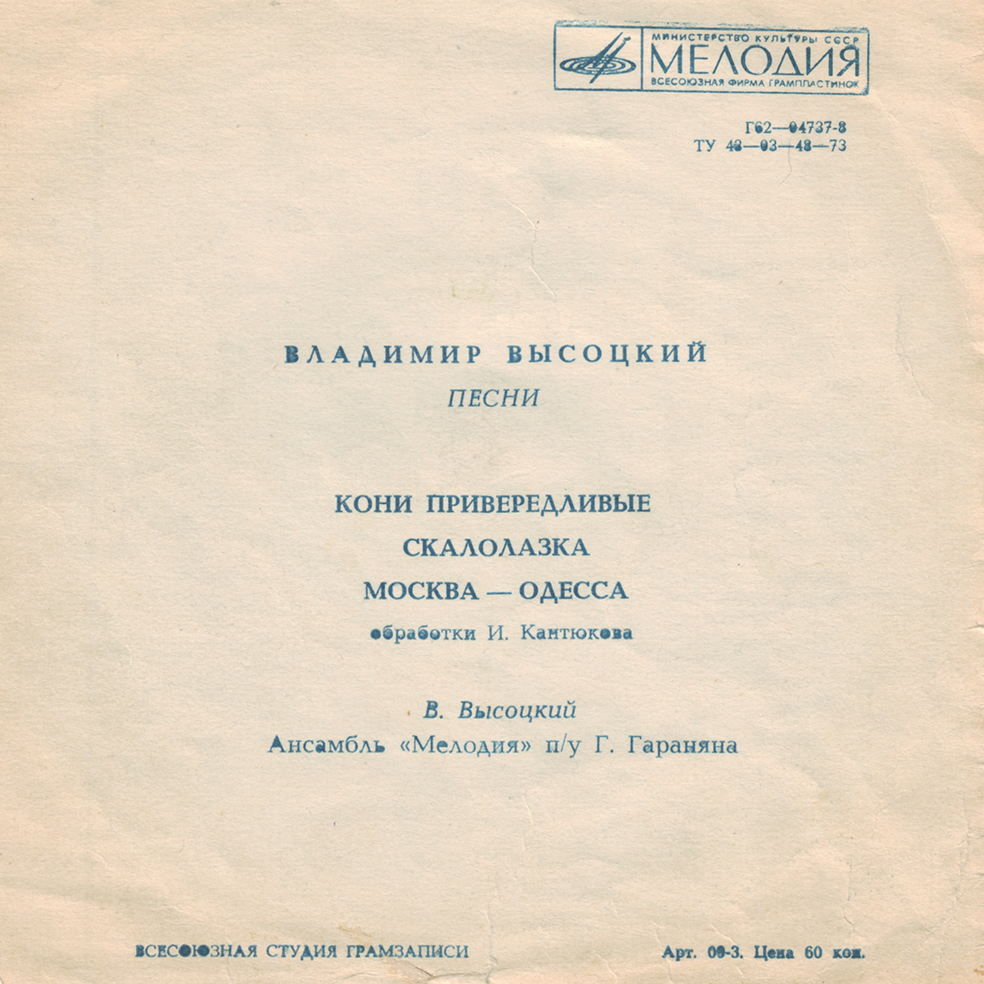 МИНИСТЕРСТВО КУЛЬТУРЫ СССР
МЕЛОДИЯ
ВСЕСОЮЗНАЯ ФИРМА ГРАМПЛАСТИНОК
Г62—04737-8
ТУ 43—03—48—73
ВЛАДИМИР ВЫСОЦКИЙ
ПЕСНИ
КОНИ ПРИВЕРЕДЛИВЫЕ
СКАЛОЛАЗКА
МОСКВА — ОДЕССА
обработки И. Кантюкова
В. Высоцкий
Ансамбль «Мелодия» п/у Г. Гараняна
ВСЕСОЮЗНАЯ СТУДИЯ ГРАМЗАПИСИ
Арт. 00-3. Цена 60 коп.